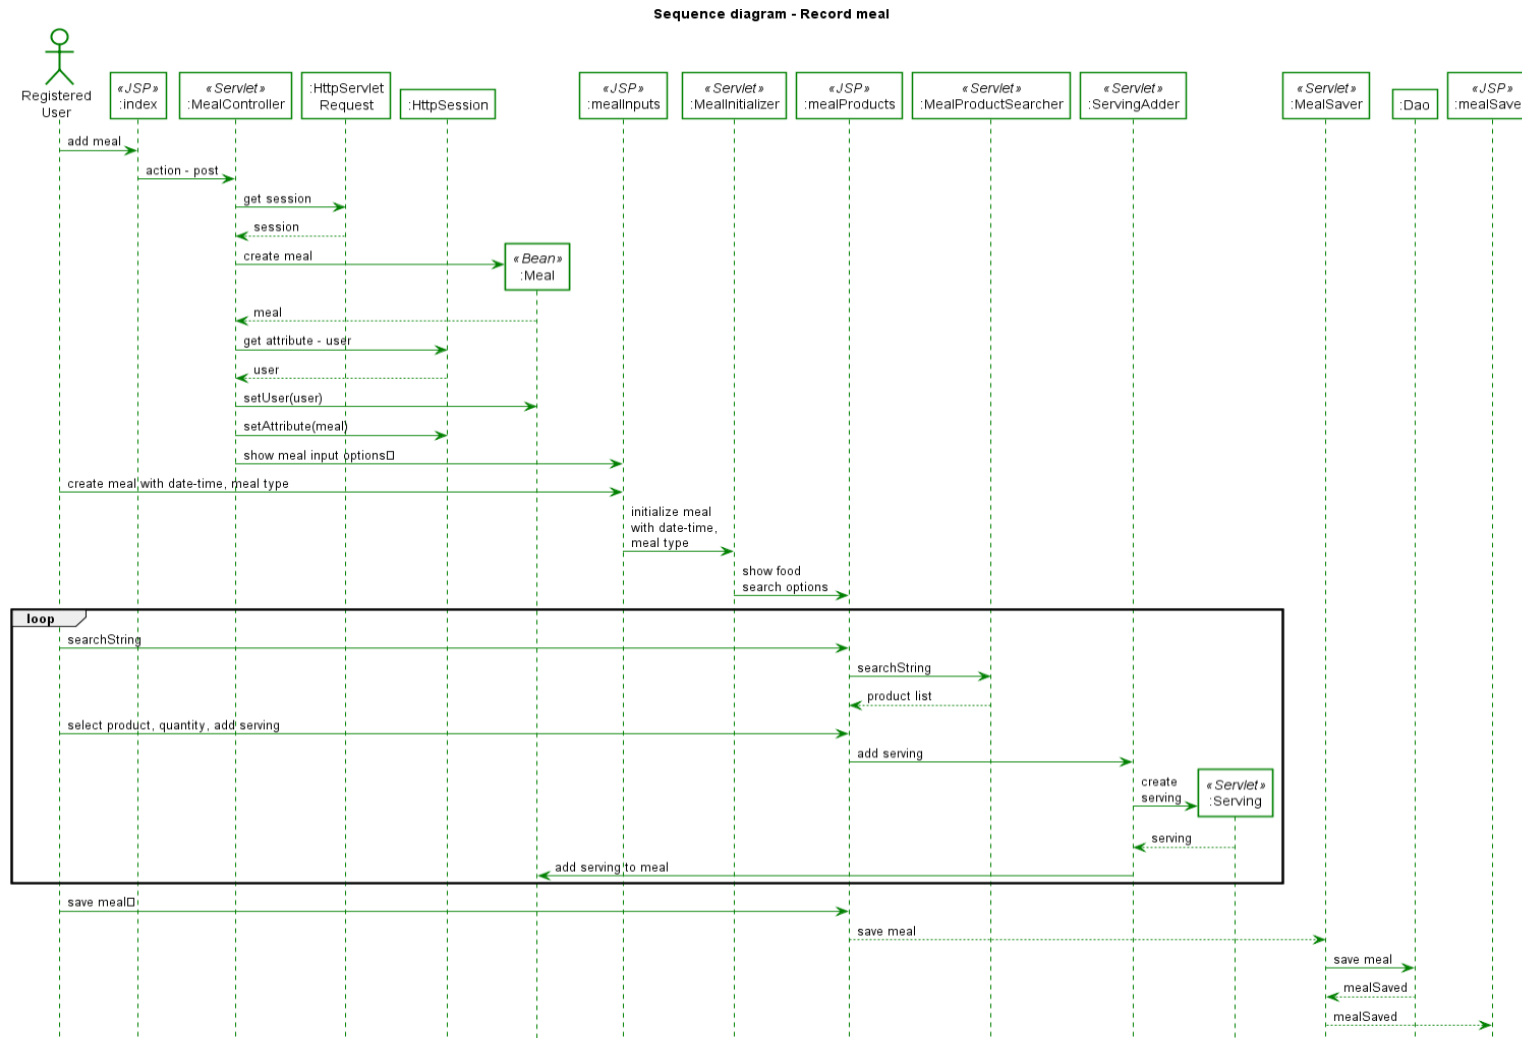 Sequence diagram - Record meal
Registered
User
«JSP»
:index
«Servlet»
:MealController
:HttpServlet
Request
:HttpSession
«JSP»
:mealInputs
«Servlet»
:MealInitializer
«JSP»
:mealProducts
«Servlet»
:MealProductSearcher
«Servlet»
:ServingAdder
«Servlet»
:MealSaver
:Dao
«JSP»
:mealSave
add meal
action - post
get session
session
create meal
«Bean»
:Meal
meal
get attribute - user
user
setUser(user)
setAttribute(meal)
show meal input options
create meal with date-time, meal type
initialize meal
with date-time,
meal type
show food
search options
loop
searchString
searchString
product list
select product, quantity, add serving
add serving
create
serving
«Servlet»
:Serving
serving
add serving to meal
save meal
save meal
save meal
mealSaved
mealSaved